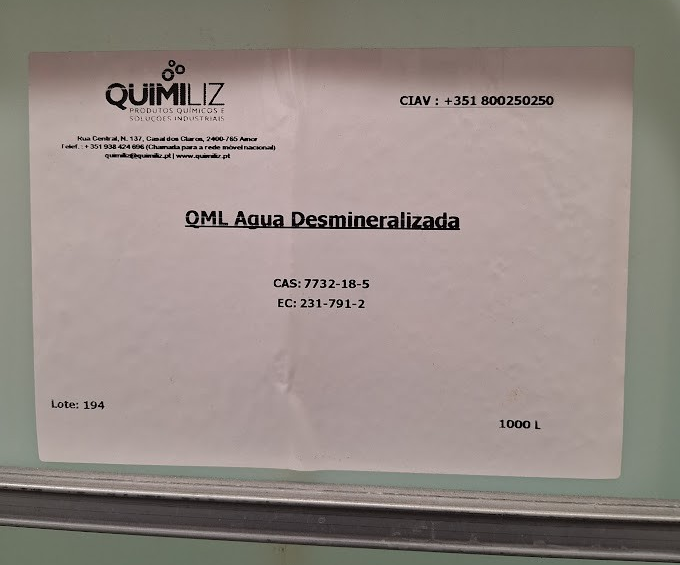 QUIMILIZ
PRODUTOS QUÍMICOS E
SOLUÇÕES INDUSTRIAIS
CIAV : +351 800250250
Rua Central, N. 137, Casal dos Claros, 2400-765 Amor
Telef. : + 351 938 424 696 (Chamada para a rede móvel nacional)
quimiliz@quimiliz.pt | www.quimiliz.pt
QML Agua Desmineralizada
CAS: 7732-18-5
EC: 231-791-2
Lote: 194
1000 L